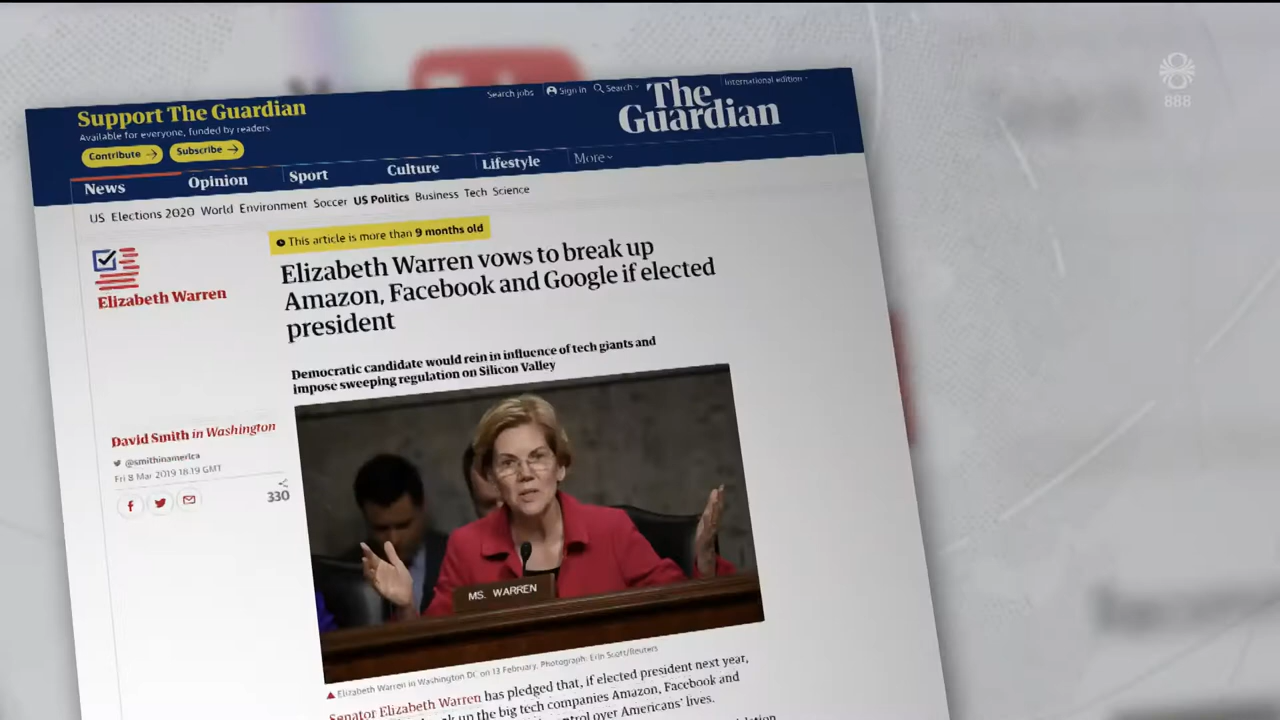 888
Support The Guardian
Available for everyone, funded by readers
Contribute →
Subscribe →
Search jobs
Sign in
Search
International edition
The
Guardian
News
Opinion
Sport
Culture
Lifestyle
More
US Elections 2020 World Environment Soccer US Politics Business Tech Science
This article is more than 9 months old
Elizabeth Warren
Elizabeth Warren vows to break up
Amazon, Facebook and Google if elected
president
Democratic candidate would rein in influence of tech giants and
impose sweeping regulation on Silicon Valley
David Smith in Washington
@smithinamerica
Fri 8 Mar 2019 18.19 GMT
330
MS. WARREN
Elizabeth Warren in Washington DC on 13 February. Photograph: Erin Scott/Reuters
Senator Elizabeth Warren has pledged that, if elected president next year,
up the big tech companies Amazon, Facebook and
over Americans' lives.